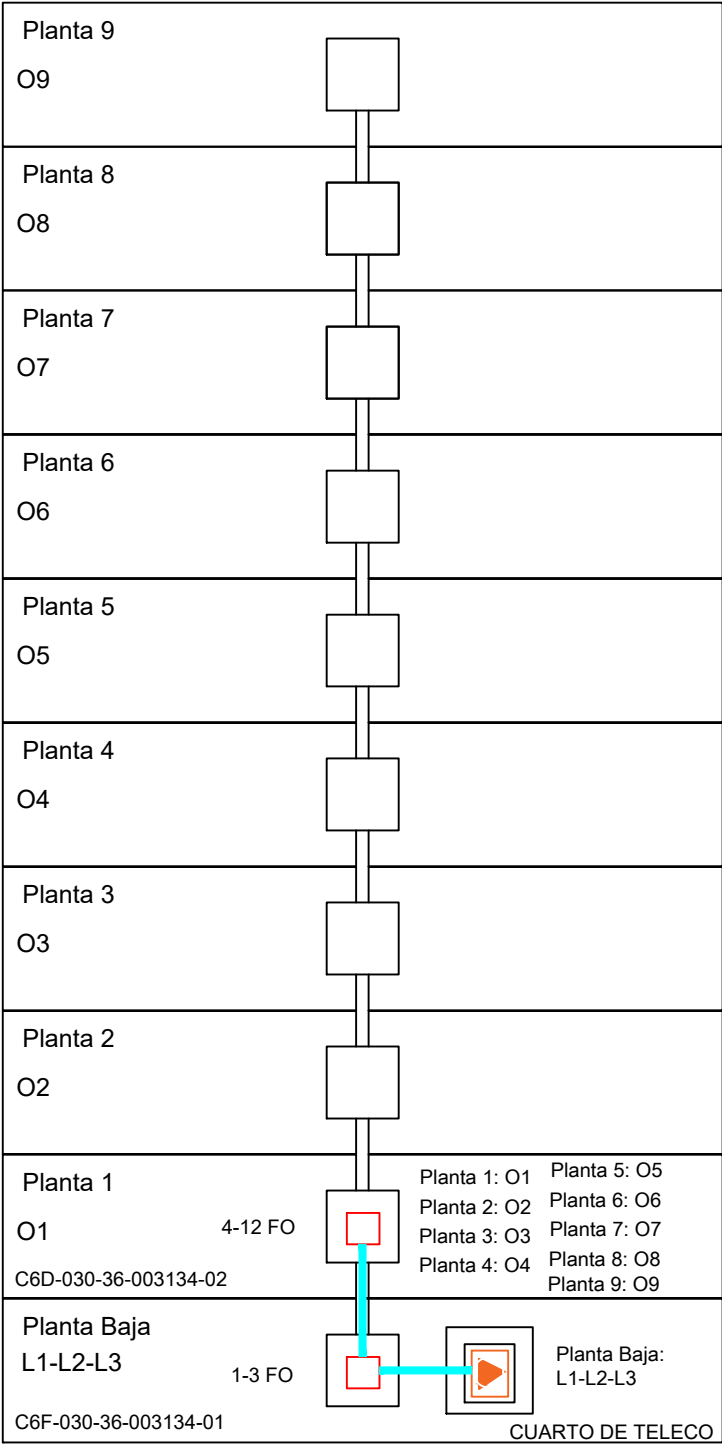 Planta 9
O9
Planta 8
O8
Planta 7
O7
Planta 6
O6
Planta 5
O5
Planta 4
O4
Planta 3
O3
Planta 2
O2
Planta 1
O1
4-12 FO
C6D-030-36-003134-02
Planta 1: O1
Planta 2: O2
Planta 3: O3
Planta 4: O4
Planta 5: O5
Planta 6: O6
Planta 7: O7
Planta 8: O8
Planta 9: O9
Planta Baja
L1-L2-L3
1-3 FO
C6F-030-36-003134-01
Planta Baja:
L1-L2-L3
CUARTO DE TELECO